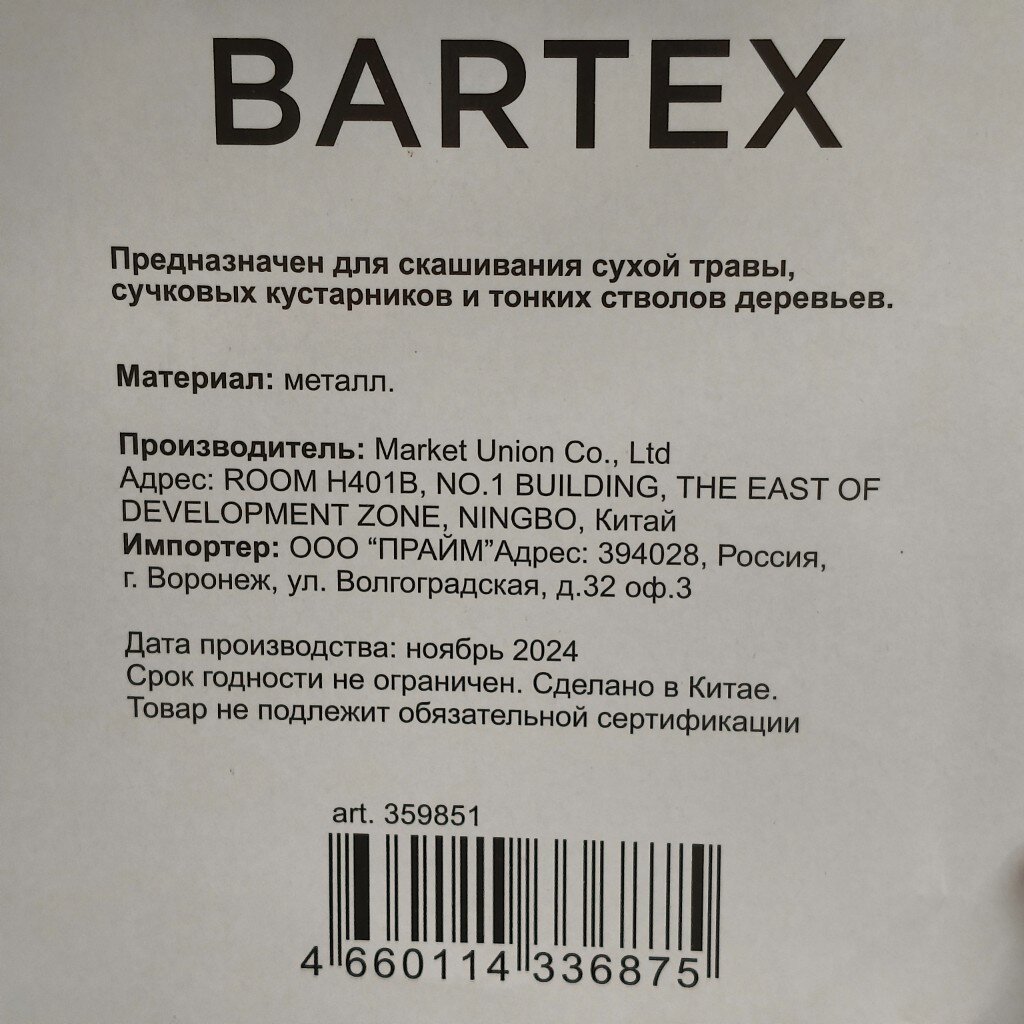 BARTEX
Предназначен для скашивания сухой травы,
сучковых кустарников и тонких стволов деревьев.
Материал: металл.
Производитель: Market Union Co., Ltd
Адрес: ROOM H401B, NO.1 BUILDING, THE EAST OF
DEVELOPMENT ZONE, NINGBO, Китай
Импортер: ООО “ПРАЙМ”Адрес: 394028, Россия,
г. Воронеж, ул. Волгоградская, д.32 оф.3
Дата производства: ноябрь 2024
Срок годности не ограничен. Сделано в Китае.
Товар не подлежит обязательной сертификации
art. 359851
4 660114 336875